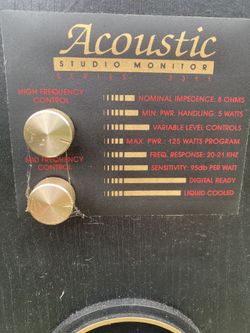 Acoustic
STUDIO MONITOR
SERIES 3311
HIGH FREQUENCY
CONTROL
NOMINAL IMPEDENCE: 8 OHMS
MIN. PWR. HANDLING: 5 WATTS
VARIABLE LEVEL CONTROLS
MAX. PWR.: 125 WATTS PROGRAM
MID FREQUENCY
CONTROL
FREQ. RESPONSE: 20-21 KHZ
SENSITIVITY: 95db PER WATT
DIGITAL READY
LIQUID COOLED